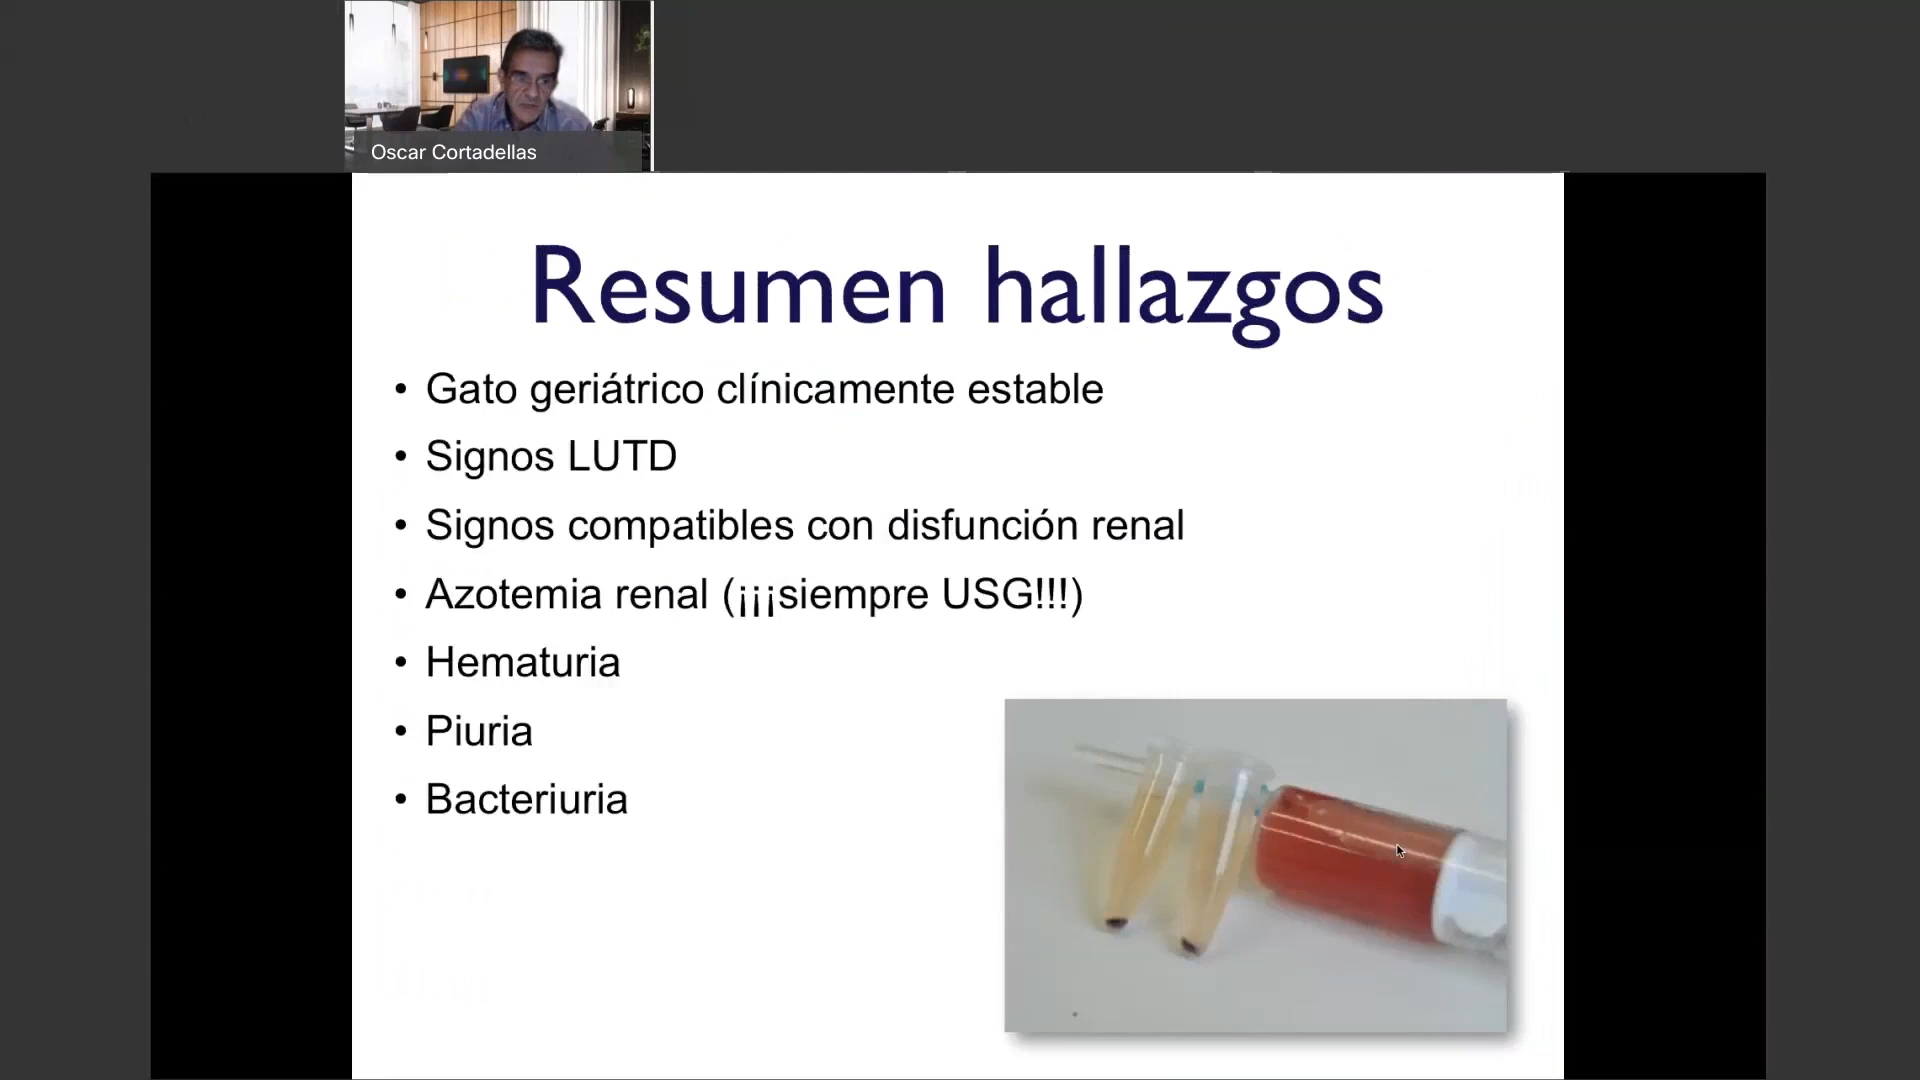 Oscar Cortadellas
Resumen hallazgos
• Gato geriátrico clínicamente estable
• Signos LUTD
• Signos compatibles con disfunción renal
• Azotemia renal (¡¡¡siempre USG!!!)
• Hematuria
• Piuria
• Bacteriuria